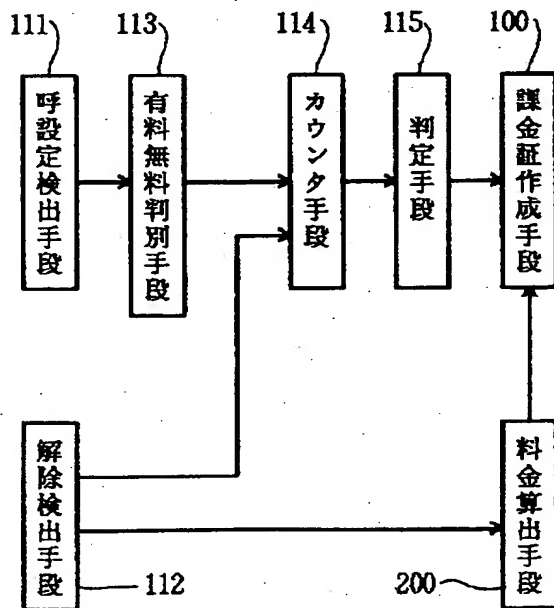 111
113
114
115
100
呼設定検出手段
有料無料判別手段
カウンタ手段
判定手段
課金証作成手段
解除検出手段
112
料金算出手段
200